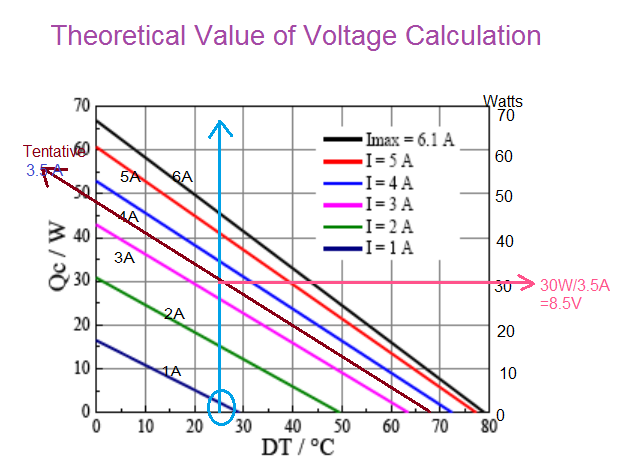 Theoretical Value of Voltage Calculation
Watts
70
70
Tentative
3.5 A
60
60
5A
6A
Imax = 6.1 A
I = 5 A
I = 4 A
I = 3 A
I = 2 A
I = 1 A
50
50
4A
40
40
3A
Qc / W
30
30
30W/3.5A
=8.5V
2A
20
20
1A
10
10
0
0
0 10 20 30 40 50 60 70 80
DT / °C